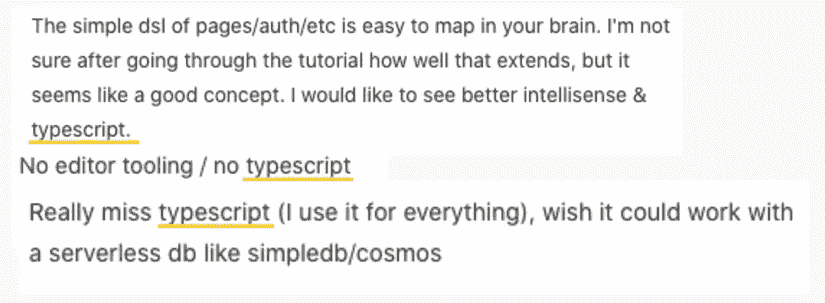 The simple dsl of pages/auth/etc is easy to map in your brain. I'm not
sure after going through the tutorial how well that extends, but it
seems like a good concept. I would like to see better intellisense &
typescript.
No editor tooling / no typescript
Really miss typescript (I use it for everything), wish it could work with
a serverless db like simpledb/cosmos